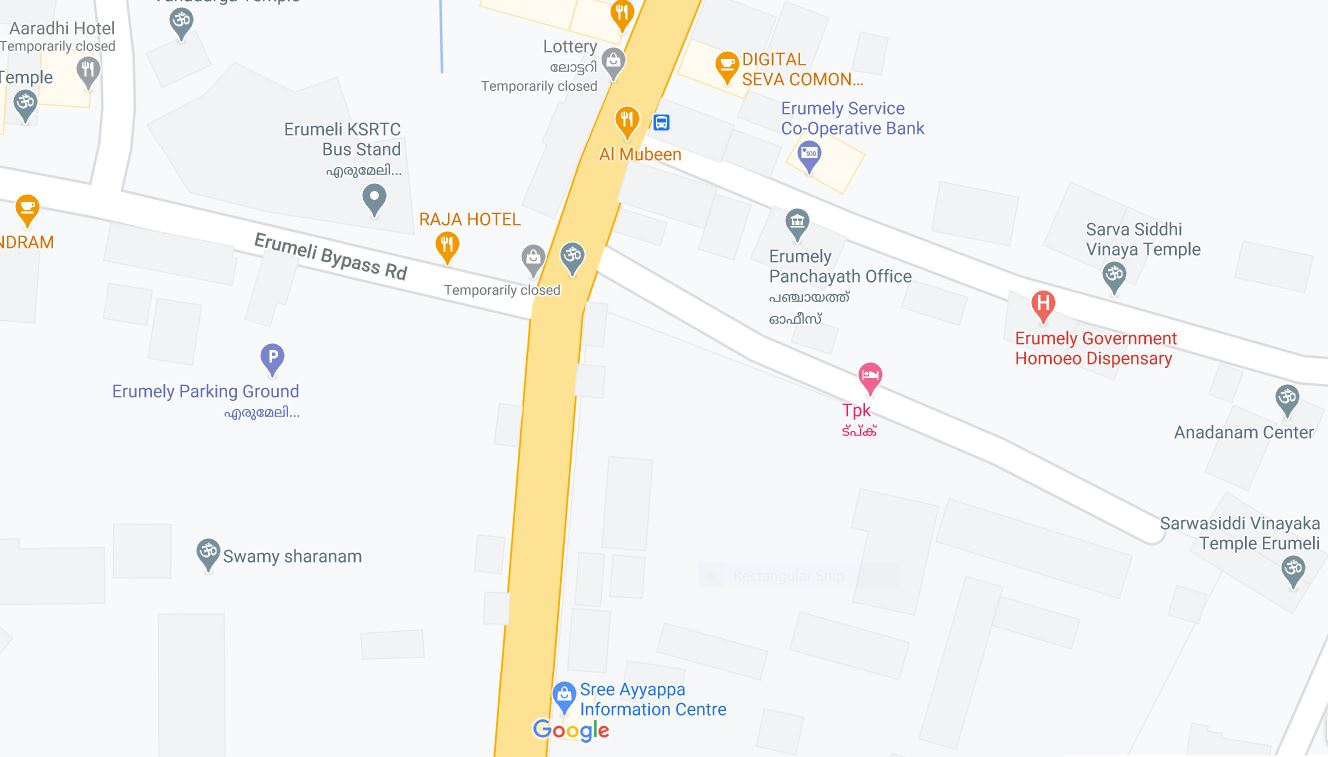 Aaradhi Hotel
Temporarily closed
Temple
Lottery
ലോട്ടറി
Temporarily closed
DIGITAL
SEVA COMON...
Erumely Service
Co-Operative Bank
Al Mubeen
Erumeli KSRTC
Bus Stand
എരുമേലി...
NDRAM
RAJA HOTEL
Erumeli Bypass Rd
Temporarily closed
Erumely
Panchayath Office
പഞ്ചായത്ത്
ഓഫീസ്
Sarva Siddhi
Vinaya Temple
H
Erumely Government
Homoeo Dispensary
P
Erumely Parking Ground
എരുമേലി...
Tpk
ട്പ്ക്
Anadanam Center
Sarwasiddi Vinayaka
Temple Erumeli
Swamy sharanam
Rectangular Snip
Sree Ayyappa
Information Centre
Google